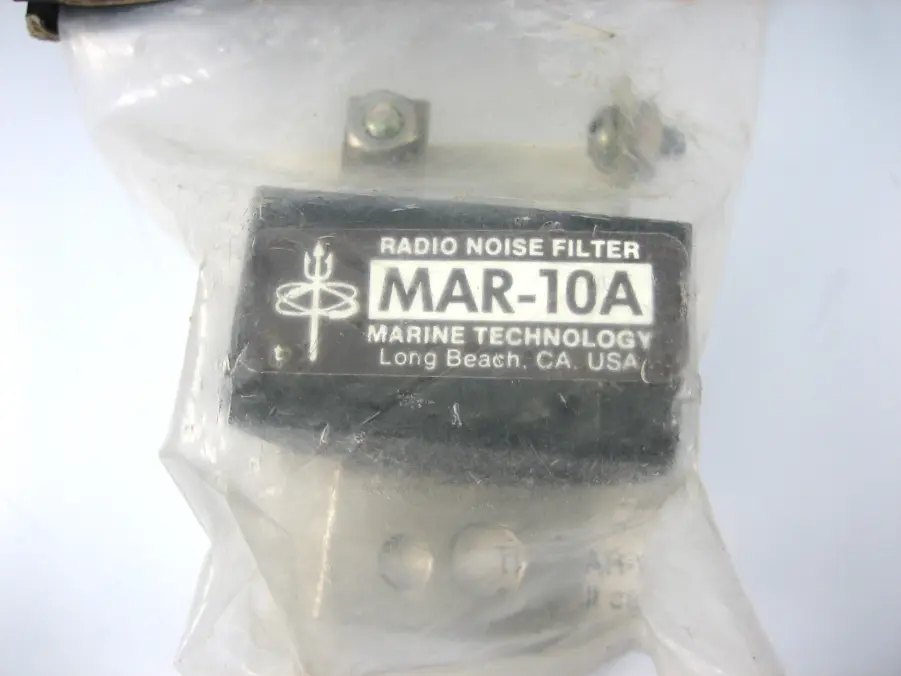 RADIO NOISE FILTER
MAR-10A
MARINE TECHNOLOGY
Long Beach, CA. USA